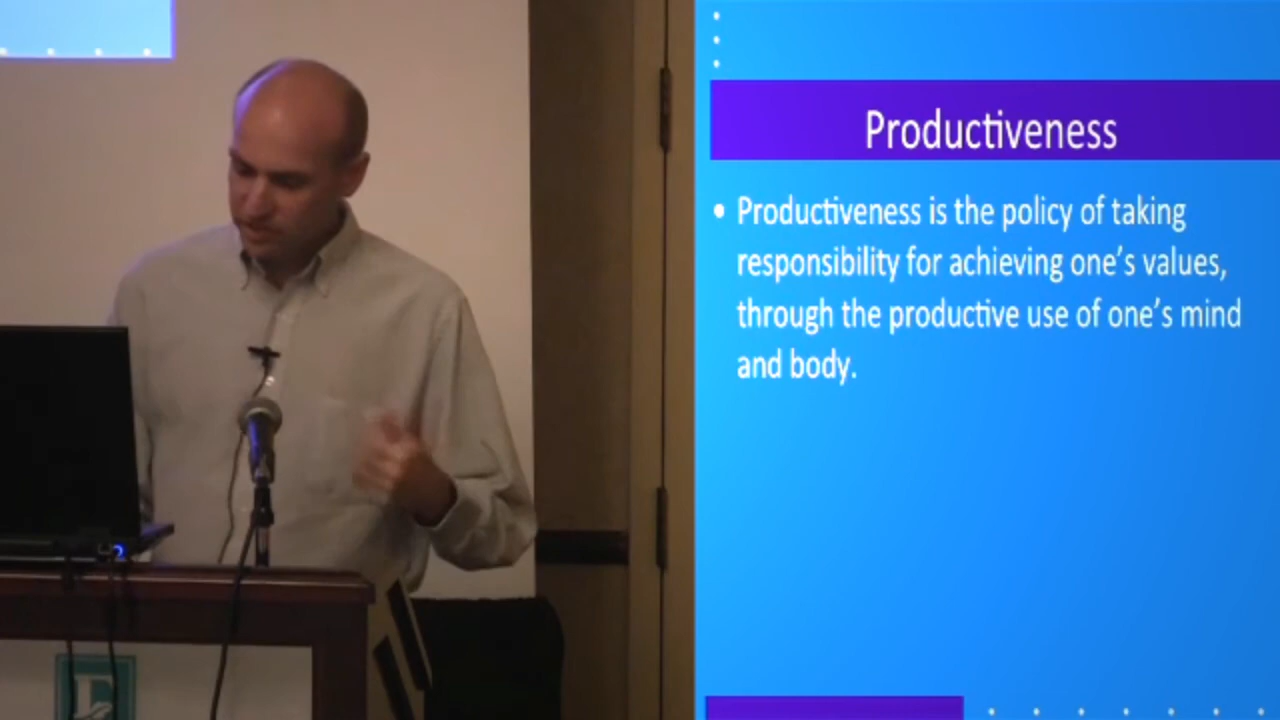 Productiveness
• Productiveness is the policy of taking
responsibility for achieving one's values,
through the productive use of one's mind
and body.